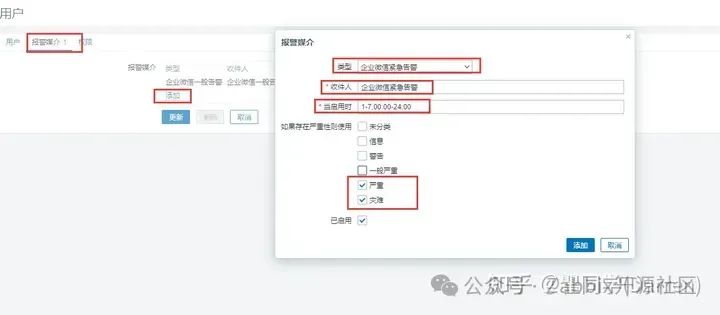 用户
用户 报警媒介 1 权限
报警媒介 类型 收件人
企业微信一般告警 企业微信一般告
添加
更新 删除 取消
报警媒介
类型 企业微信紧急告警
* 收件人 企业微信紧急告警
* 当启用时 1-7,00:00-24:00
如果存在严重性则使用 未分类
信息
警告
一般严重
严重
灾难
已启用
添加 取消
公众号·Zabbix开源社区